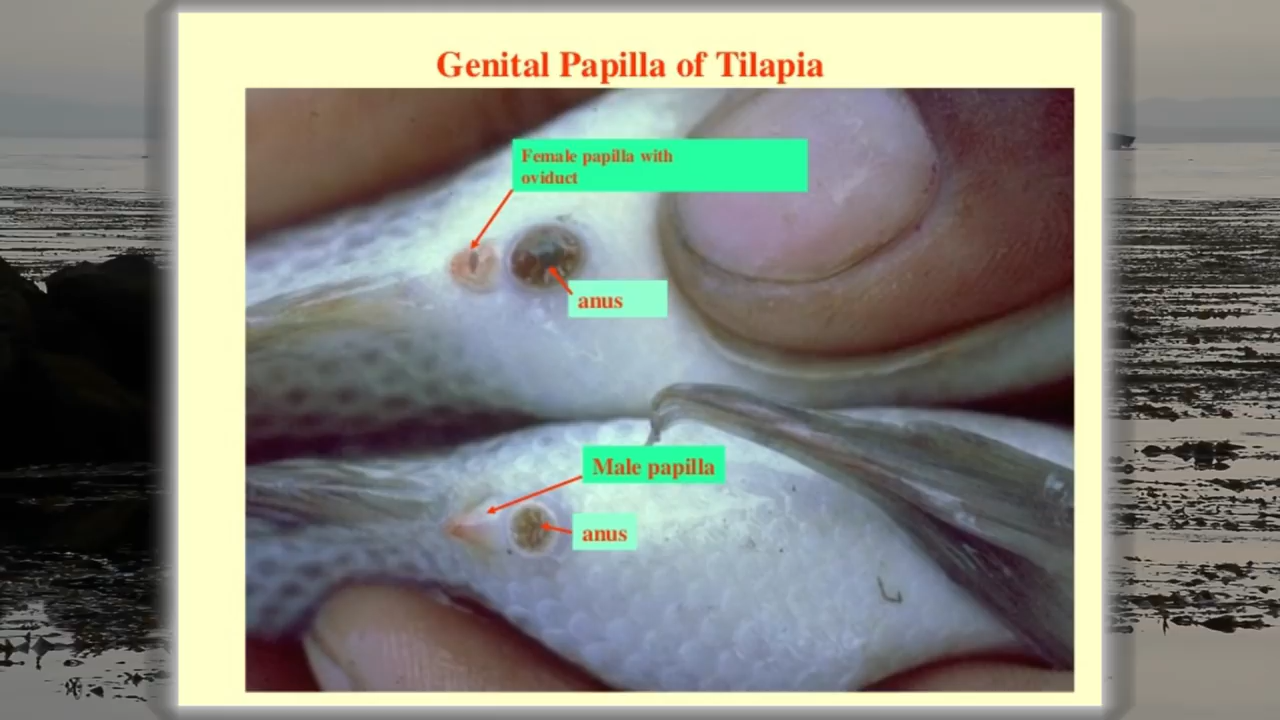 Genital Papilla of Tilapia
Female papilla with
oviduct
anus
Male papilla
anus